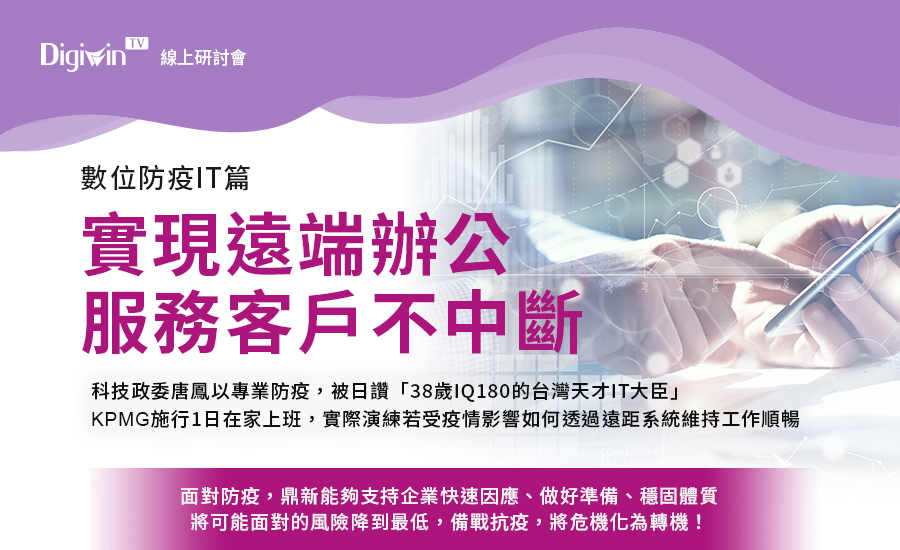 Digiwin TV 線上研討會
數位防疫IT篇
實現遠端辦公
服務客戶不中斷
科技政委唐鳳以專業防疫，被日讚「38歲IQ180的台灣天才IT大臣」
KPMG施行1日在家上班，實際演練若受疫情影響如何透過遠距系統維持工作順暢
面對防疫，鼎新能夠支持企業快速因應、做好準備、穩固體質
將可能面對的風險降到最低，備戰抗疫，將危機化為轉機！